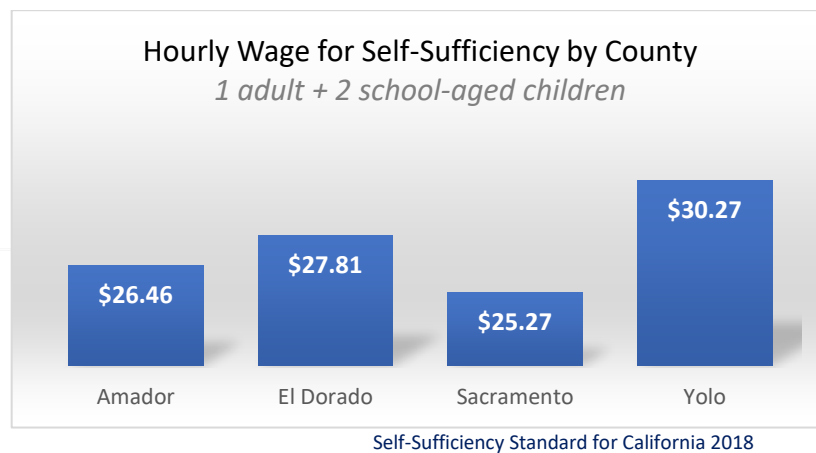 Hourly Wage for Self-Sufficiency by County
1 adult + 2 school-aged children
$26.46
$27.81
$25.27
$30.27
Amador
El Dorado
Sacramento
Yolo
Self-Sufficiency Standard for California 2018